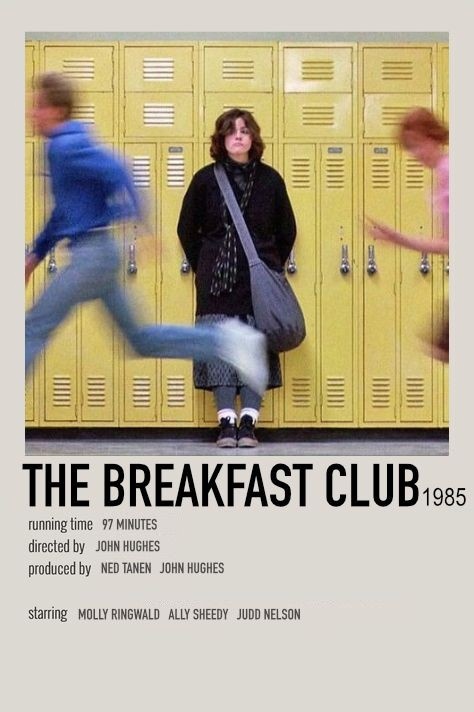 THE BREAKFAST CLUB 1985
running time 97 MINUTES
directed by JOHN HUGHES
produced by NED TANEN JOHN HUGHES
starring MOLLY RINGWALD ALLY SHEEDY JUDD NELSON